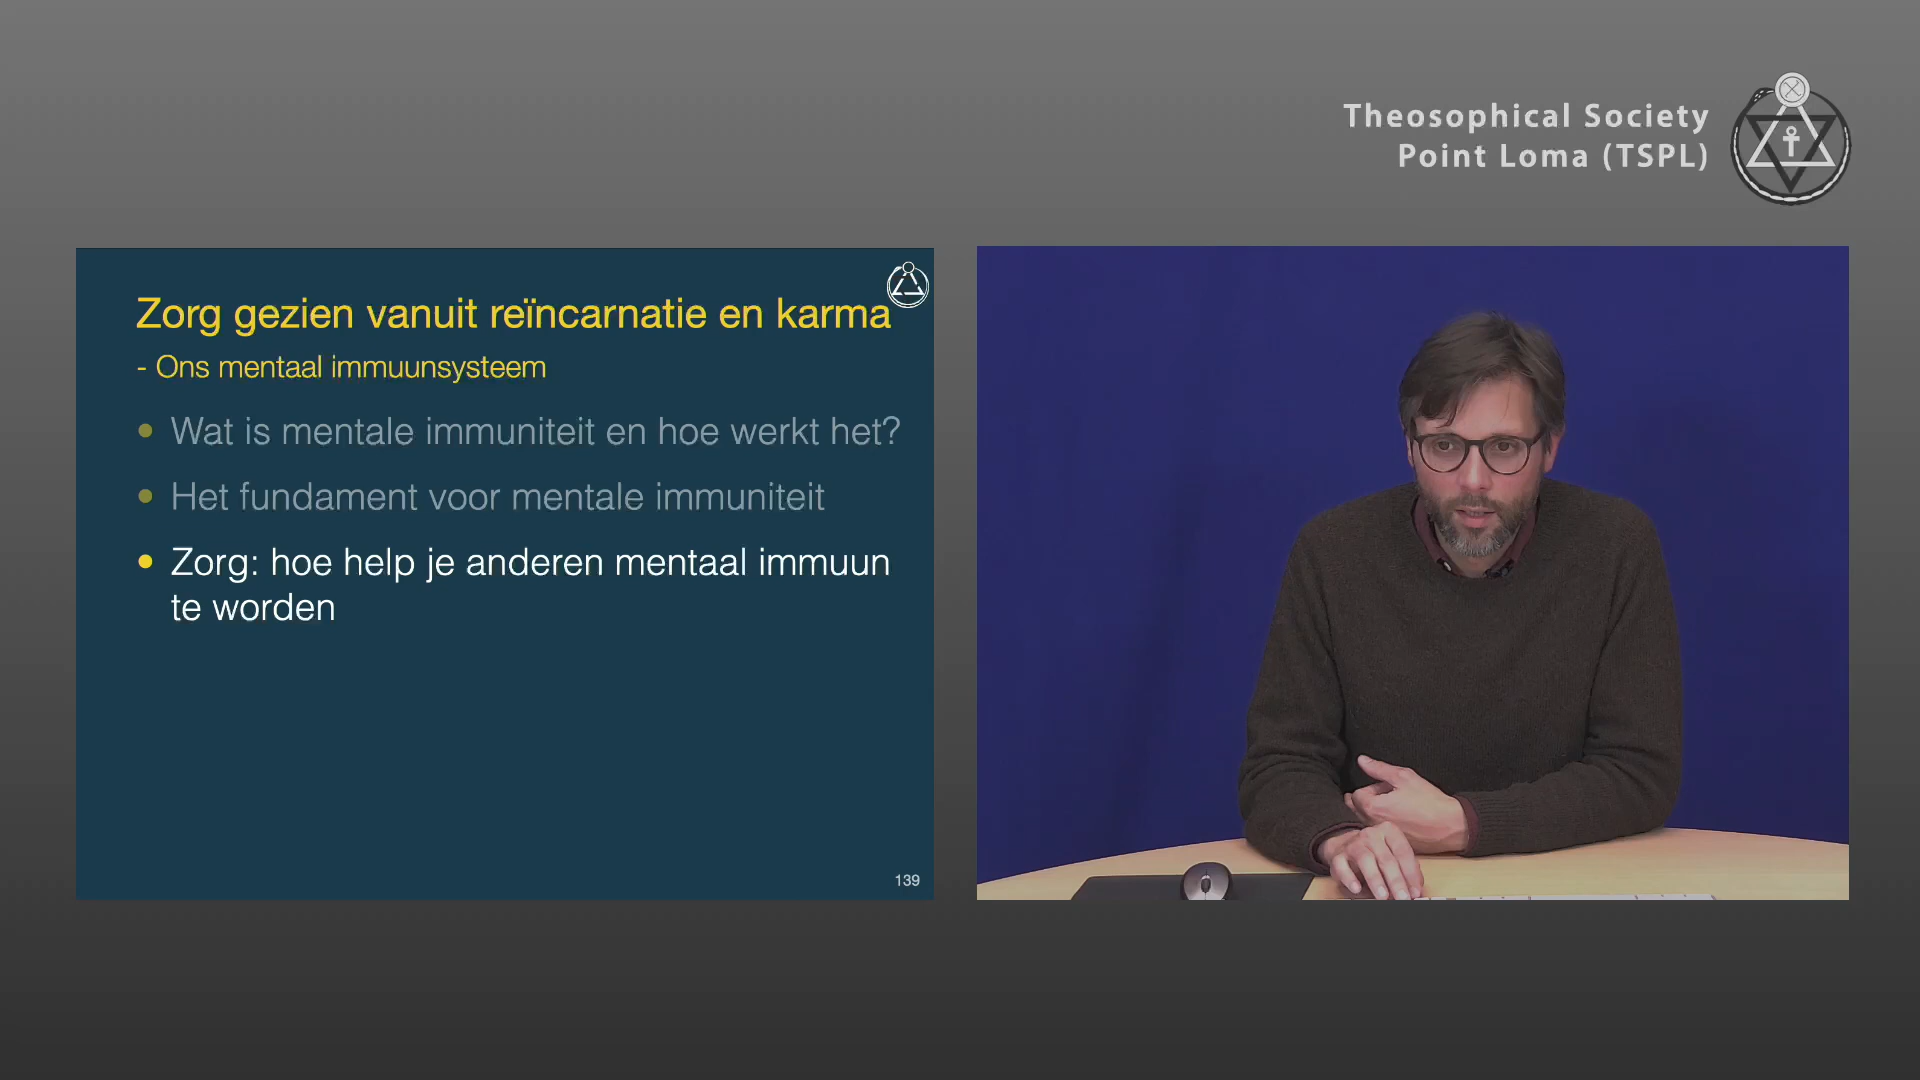 Theosophical Society
Point Loma (TSPL)
Zorg gezien vanuit reïncarnatie en karma
- Ons mentaal immuunsysteem
• Wat is mentale immuniteit en hoe werkt het?
• Het fundament voor mentale immuniteit
• Zorg: hoe help je anderen mentaal immuun
te worden
139